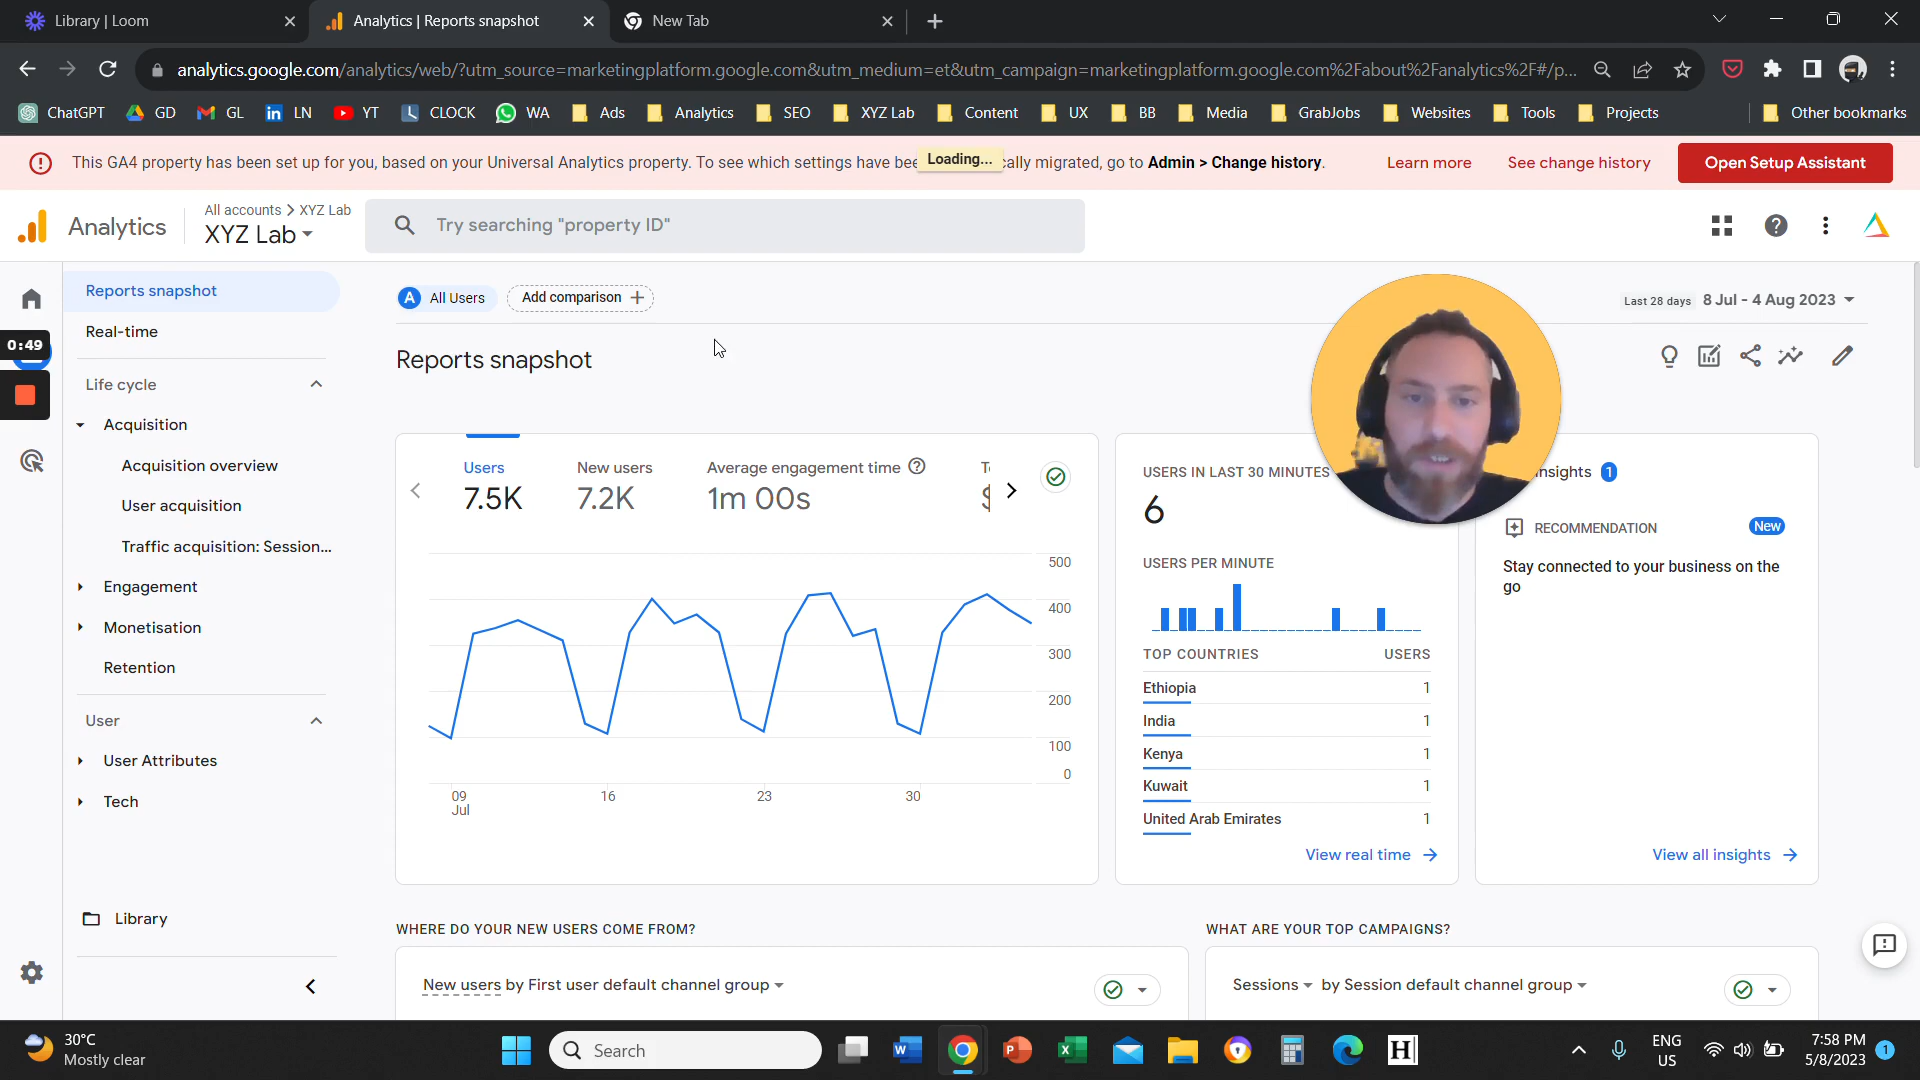 Library | Loom
Analytics | Reports snapshot
New Tab
analytics.google.com/analytics/web/?utm_source=marketingplatform.google.com&utm_medium=et&utm_campaign=marketingplatform.google.com%2Fabout%2Fanalytics%2F#/p...
ChatGPT
GD
GL
LN
YT
CLOCK
WA
Ads
Analytics
SEO
XYZ Lab
Content
UX
BB
Media
GrabJobs
Websites
Tools
Projects
Other bookmarks
This GA4 property has been set up for you, based on your Universal Analytics property. To see which settings have bee Loading... cally migrated, go to Admin > Change history.
Learn more
See change history
Open Setup Assistant
Analytics
All accounts > XYZ Lab
XYZ Lab
Try searching "property ID"
Reports snapshot
Real-time
0:49
Life cycle
Acquisition
Acquisition overview
User acquisition
Traffic acquisition: Session...
Engagement
Monetisation
Retention
User
User Attributes
Tech
Library
A All Users
Add comparison +
Last 28 days 8 Jul - 4 Aug 2023
Reports snapshot
Users
7.5K
New users
7.2K
Average engagement time
1m 00s
500
400
300
200
100
0
09
Jul
16
23
30
USERS IN LAST 30 MINUTES
6
USERS PER MINUTE
TOP COUNTRIES USERS
Ethiopia 1
India 1
Kenya 1
Kuwait 1
United Arab Emirates 1
View real time
Insights 1
RECOMMENDATION New
Stay connected to your business on the
go
View all insights
WHERE DO YOUR NEW USERS COME FROM?
New users by First user default channel group
WHAT ARE YOUR TOP CAMPAIGNS?
Sessions by Session default channel group
30°C
Mostly clear
Search
ENG
US
7:58 PM
5/8/2023
1